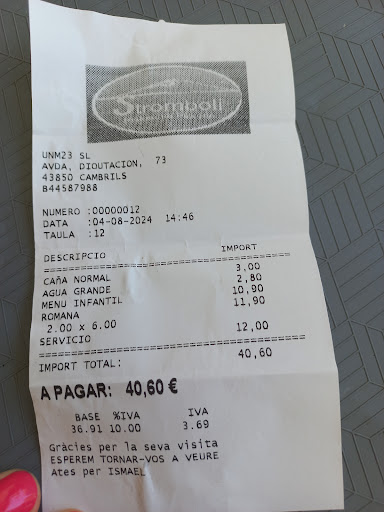 Stromboli
UNM23 SL
AVDA, DIOUTACION, 73
43850 CAMBRILS
B44587988
NUMERO :00000012
DATA :04-08-2024 14:46
TAULA :12
DESCRIPCIO IMPORT
CAÑA NORMAL 3,00
AGUA GRANDE 2,80
MENU INFANTIL 10,90
ROMANA 11,90
2.00 x 6.00
SERVICIO 12,00
IMPORT TOTAL: 40,60
A PAGAR: 40,60 €
BASE %IVA IVA
36.91 10.00 3.69
Gràcies per la seva visita
ESPEREM TORNAR-VOS A VEURE
Ates per ISMAEL